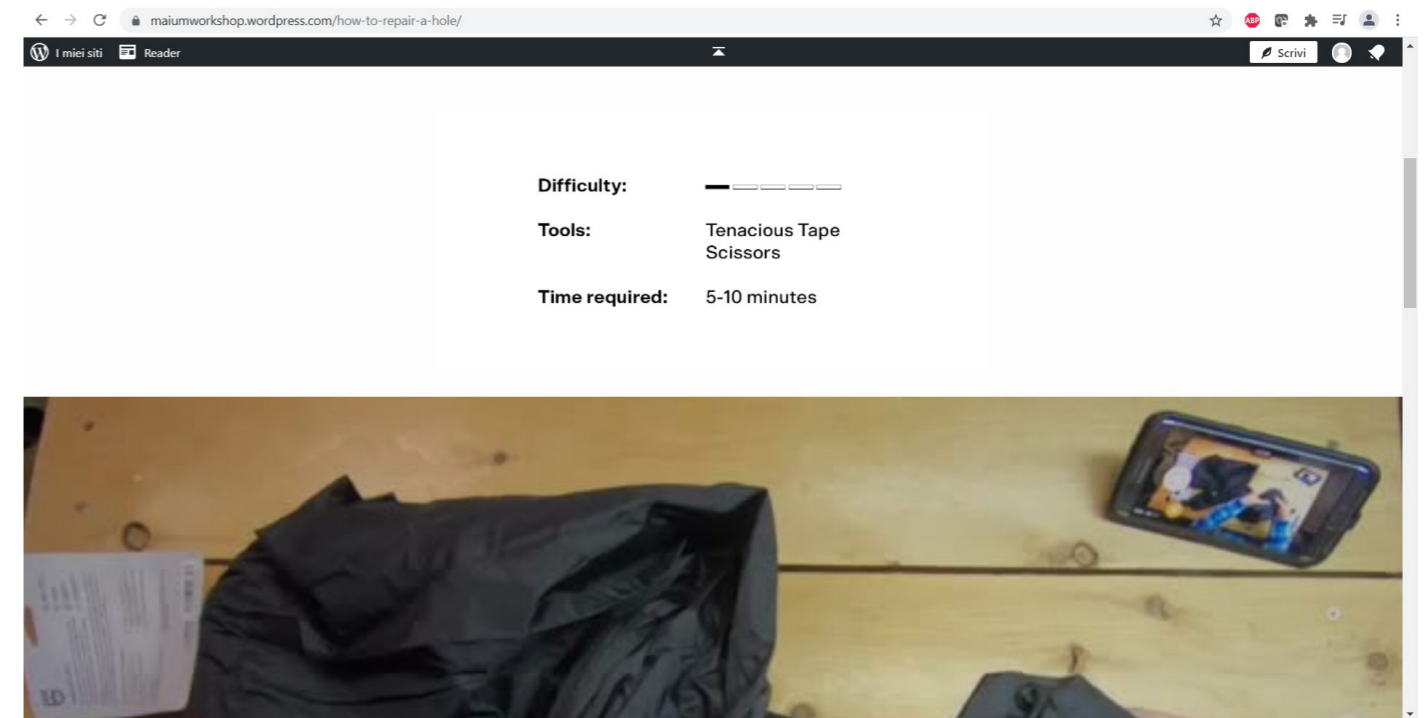 maiumworkshop.wordpress.com/how-to-repair-a-hole/
ABP
I miei siti Reader Scrivi
Difficulty:
Tools: Tenacious Tape
Scissors
Time required: 5-10 minutes